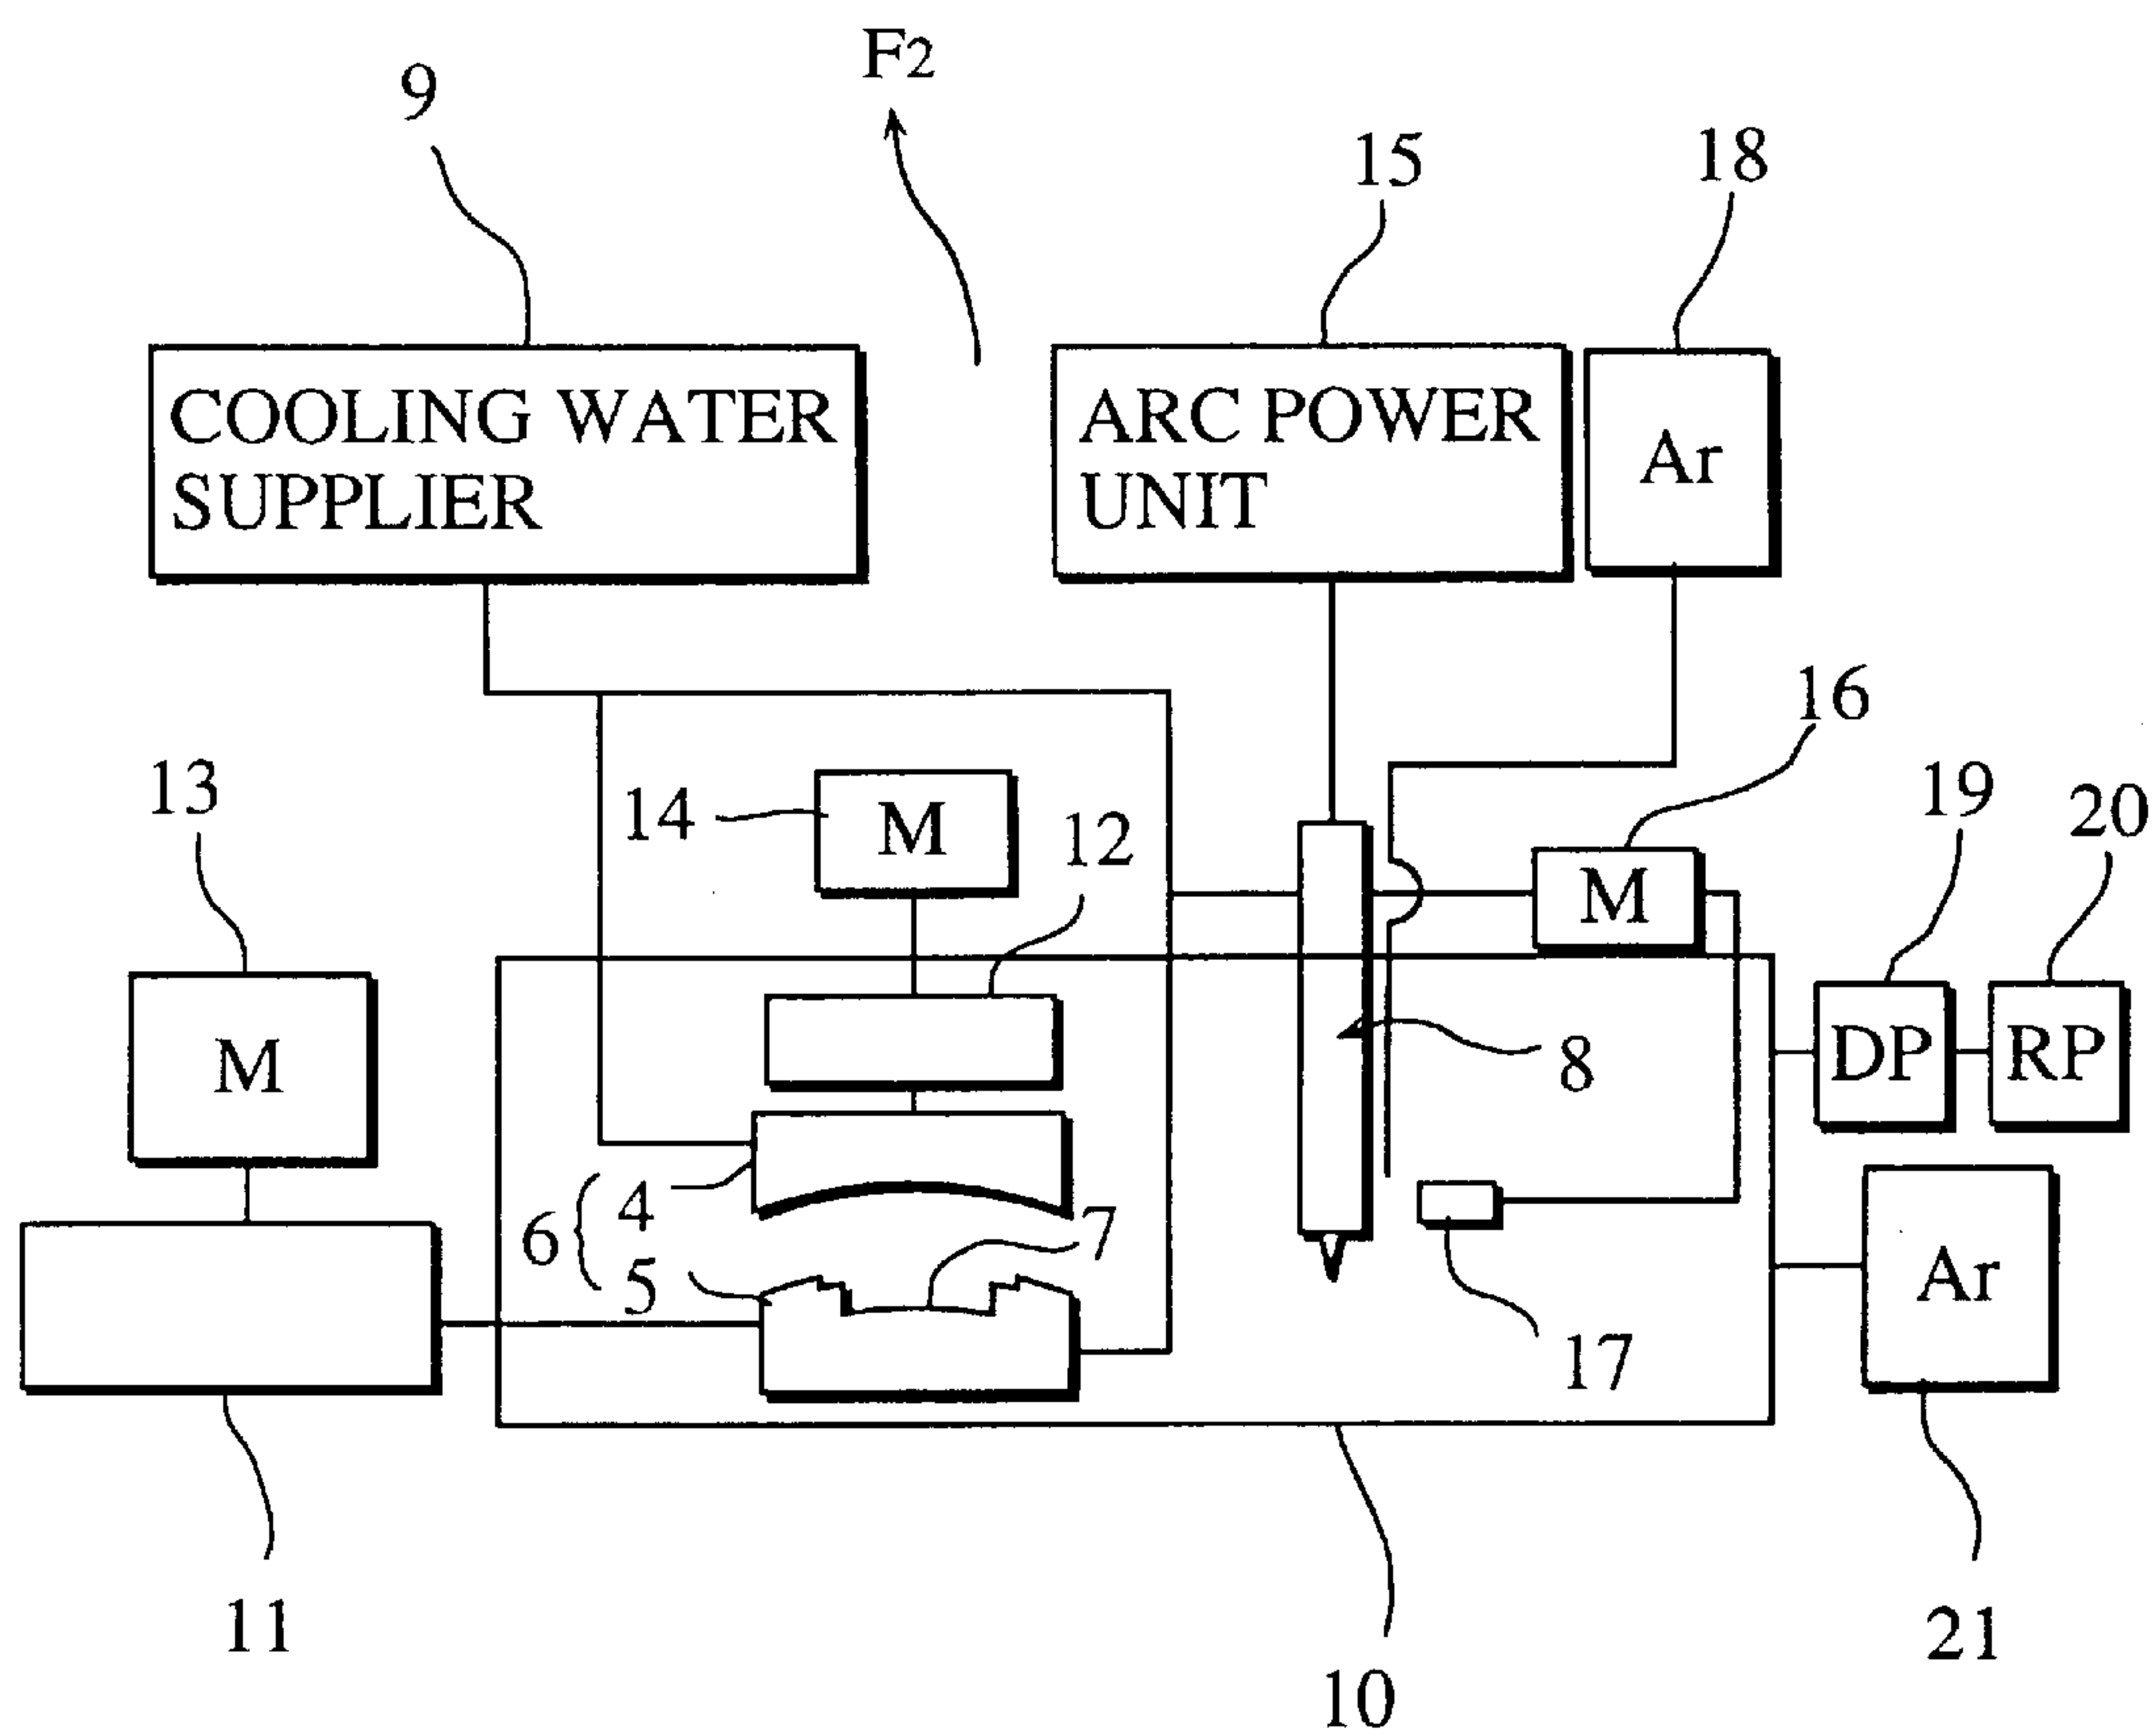 F2
9
15
18
COOLING WATER
SUPPLIER
ARC POWER
UNIT
Ar
16
13
14
M
12
M
19
20
M
8
DP
RP
6
4
7
5
Ar
17
11
21
10